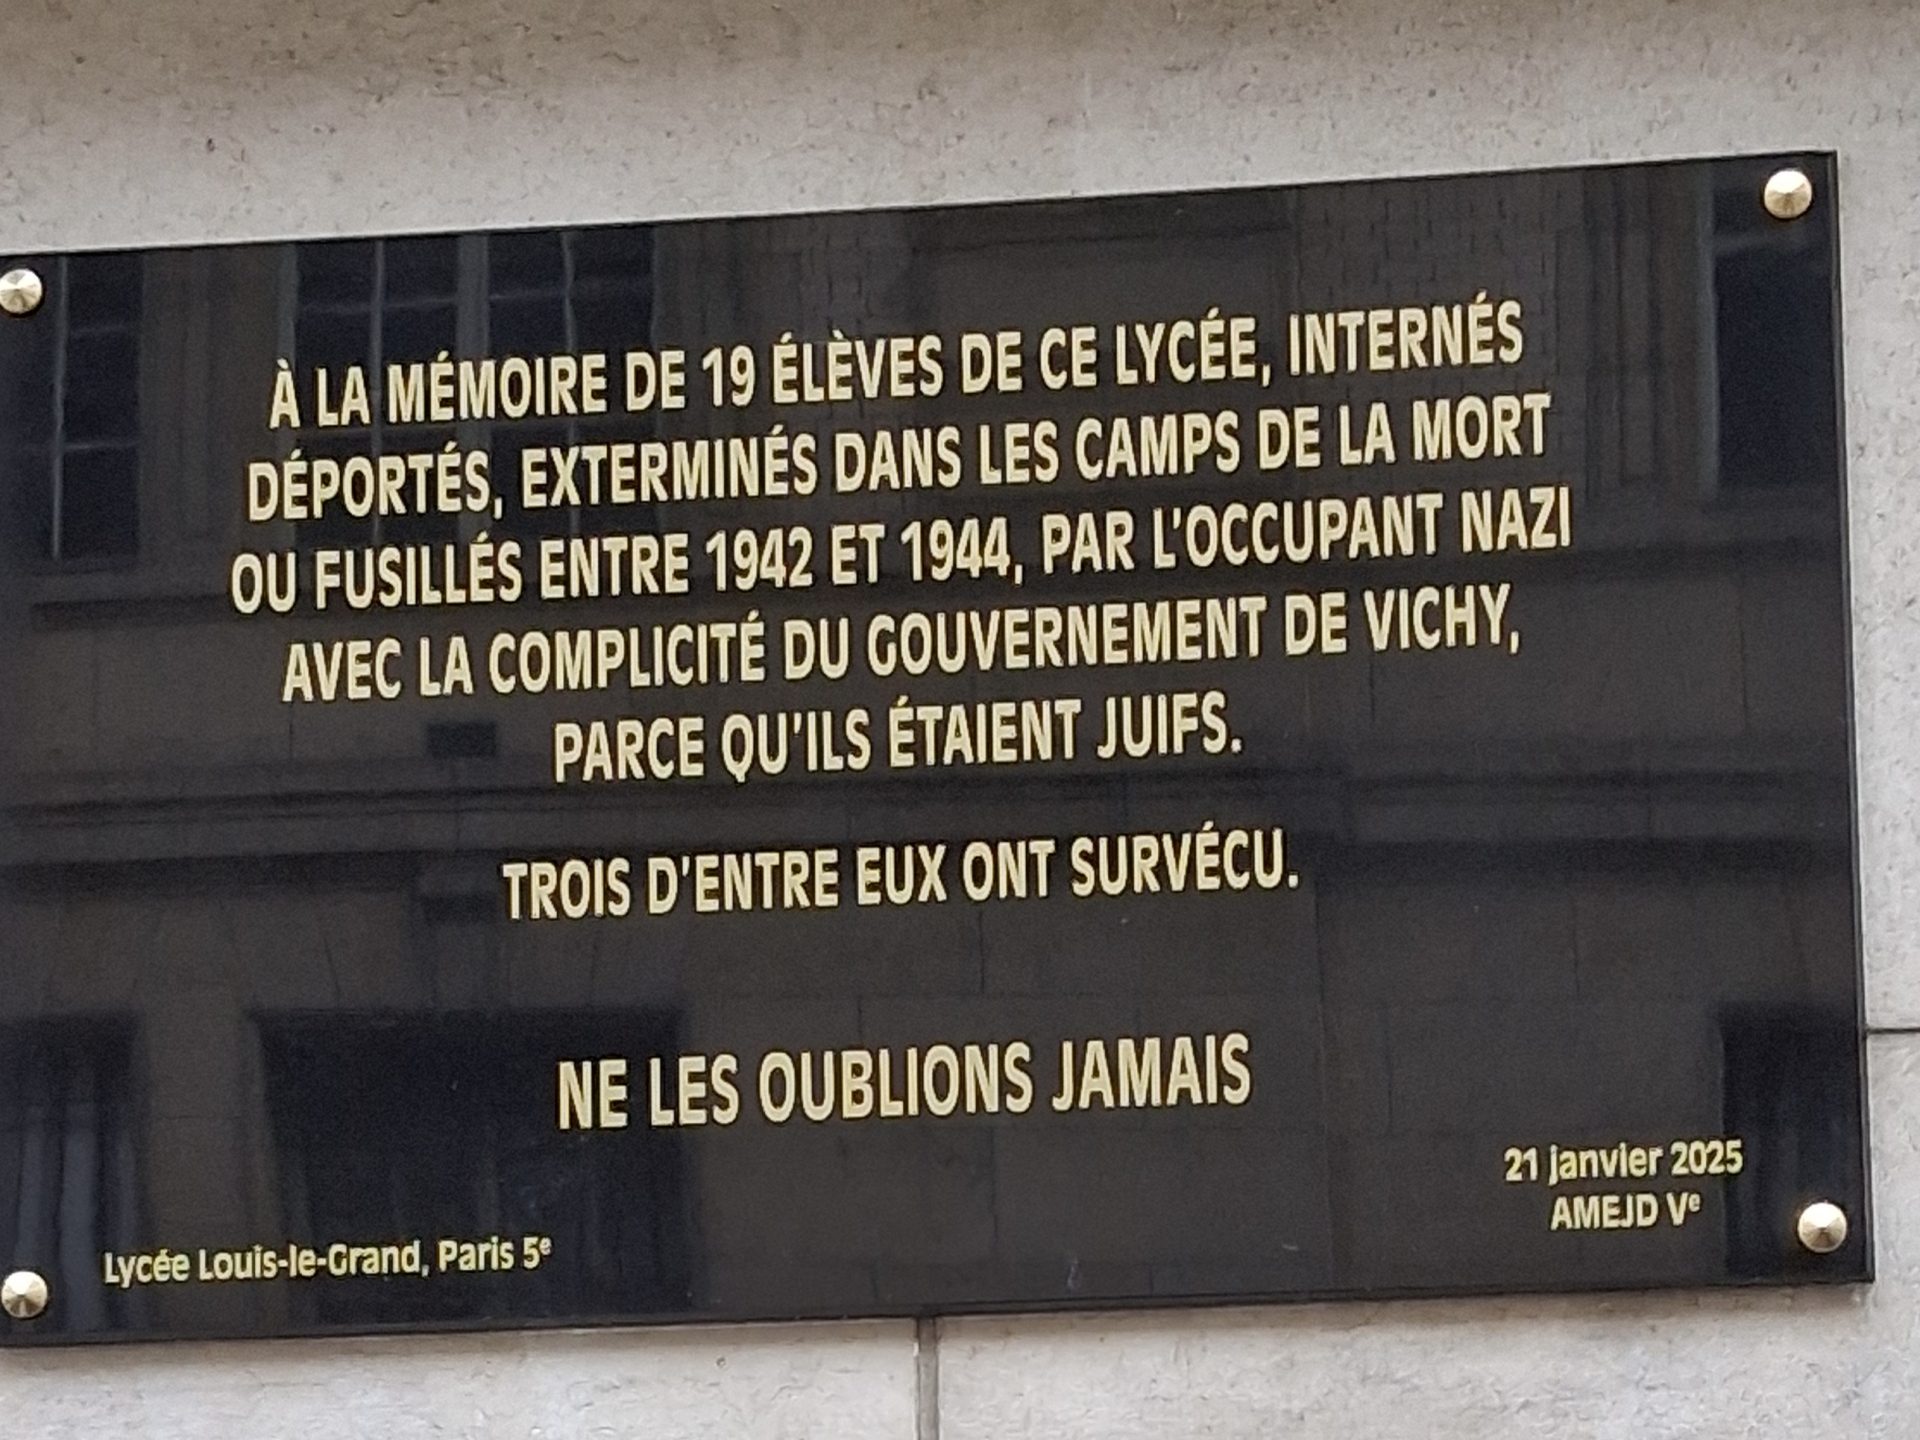 À LA MÉMOIRE DE 19 ÉLÈVES DE CE LYCÉE, INTERNÉS
DÉPORTÉS, EXTERMINÉS DANS LES CAMPS DE LA MORT
OU FUSILLÉS ENTRE 1942 ET 1944, PAR L'OCCUPANT NAZI
AVEC LA COMPLICITÉ DU GOUVERNEMENT DE VICHY,
PARCE QU'ILS ÉTAIENT JUIFS.
TROIS D'ENTRE EUX ONT SURVÉCU.
NE LES OUBLIONS JAMAIS
21 janvier 2025
AMEJD Vᵉ
Lycée Louis-le-Grand, Paris 5ᵉ